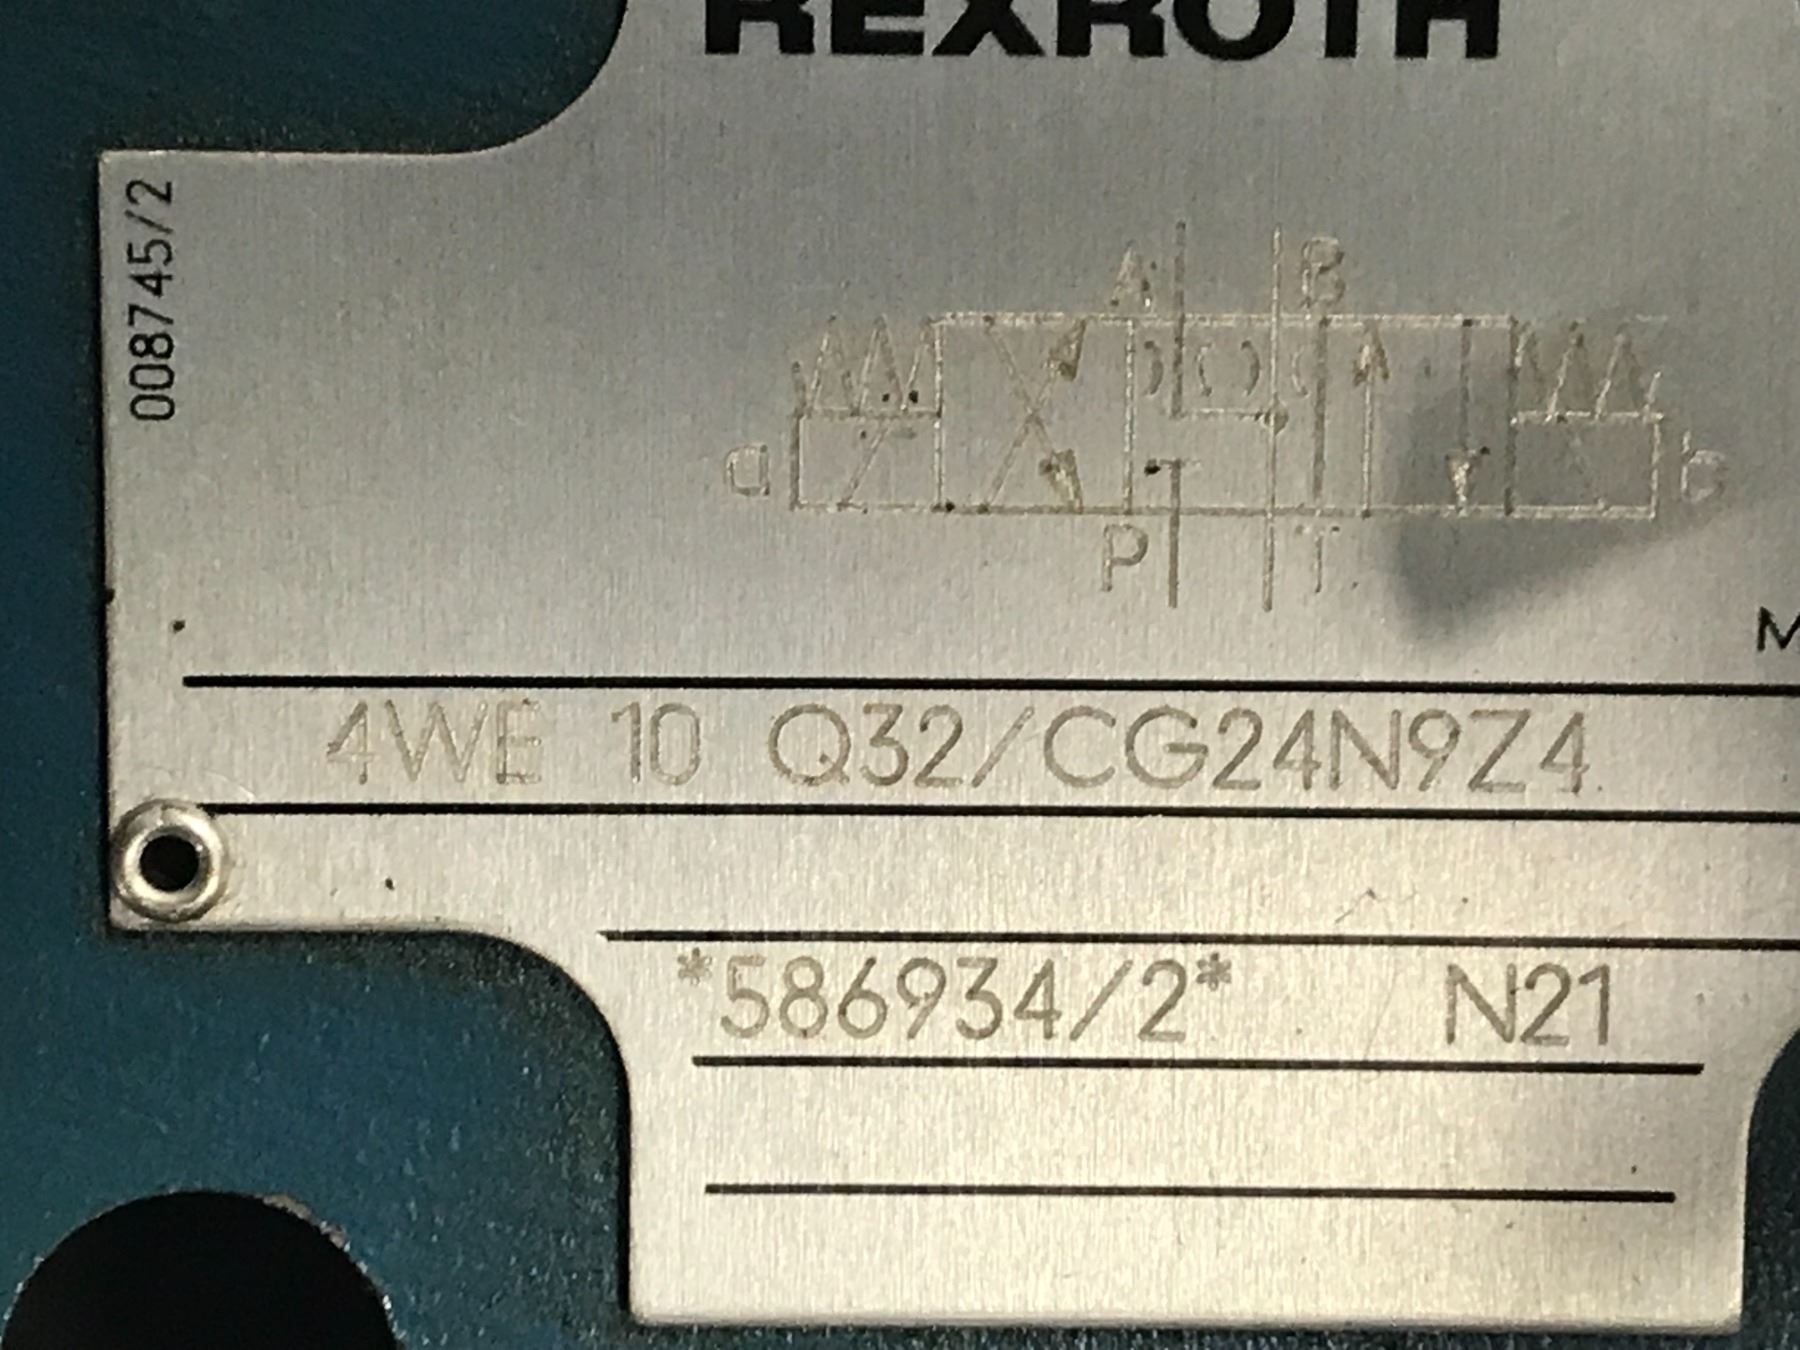 REXROTH
008745/2
A B
a b
P T
M
4WE 10 Q32/CG24N9Z4
*586934/2* N21